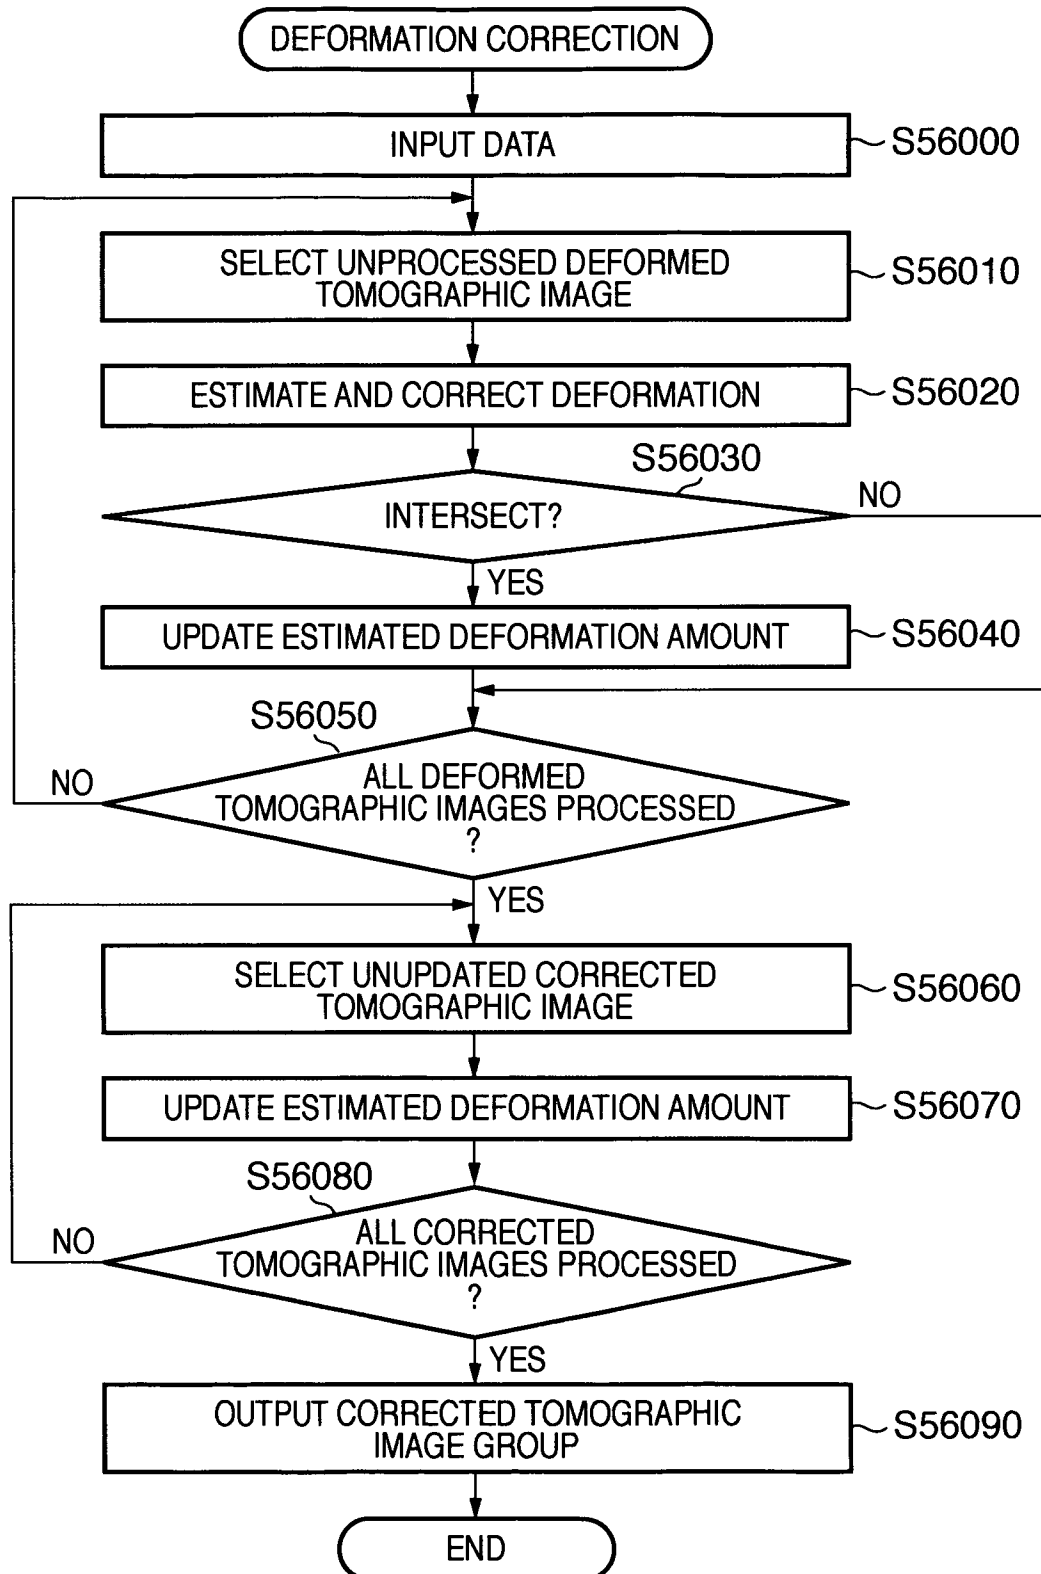 DEFORMATION CORRECTION
INPUT DATA
S56000
SELECT UNPROCESSED DEFORMED
TOMOGRAPHIC IMAGE
S56010
ESTIMATE AND CORRECT DEFORMATION
S56020
S56030
INTERSECT?
NO
YES
UPDATE ESTIMATED DEFORMATION AMOUNT
S56040
S56050
ALL DEFORMED
TOMOGRAPHIC IMAGES PROCESSED
?
NO
YES
SELECT UNUPDATED CORRECTED
TOMOGRAPHIC IMAGE
S56060
UPDATE ESTIMATED DEFORMATION AMOUNT
S56070
S56080
ALL CORRECTED
TOMOGRAPHIC IMAGES PROCESSED
?
NO
YES
OUTPUT CORRECTED TOMOGRAPHIC
IMAGE GROUP
S56090
END